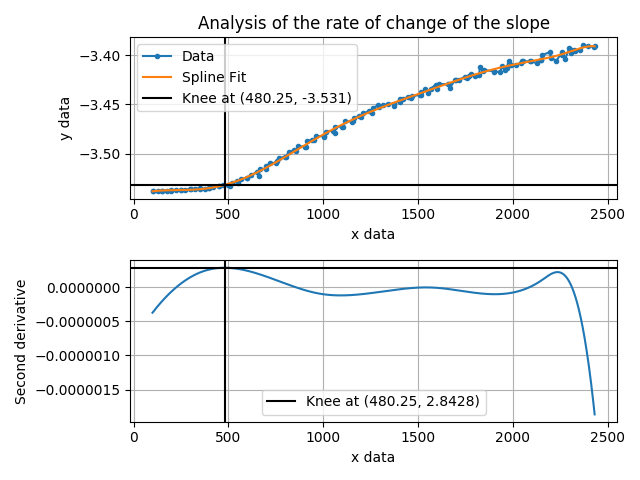 Analysis of the rate of change of the slope
Data
Spline Fit
Knee at (480.25, -3.531)
y data
−3.40
−3.45
−3.50
0 500 1000 1500 2000 2500
x data
Second derivative
0.0000000
−0.0000005
−0.0000010
−0.0000015
Knee at (480.25, 2.8428)
0 500 1000 1500 2000 2500
x data